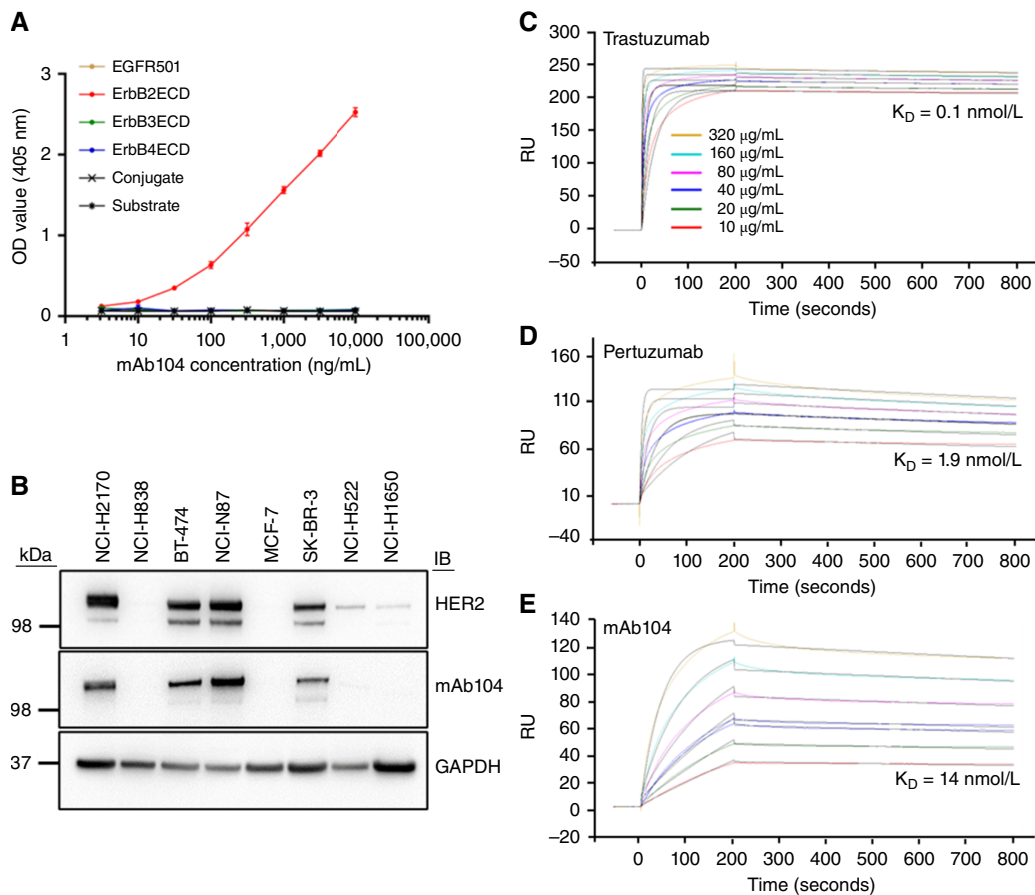 A
EGFR501
ErbB2ECD
ErbB3ECD
ErbB4ECD
Conjugate
Substrate
OD value (405 nm)
3
2
1
0
1 10 100 1,000 10,000 100,000
mAb104 concentration (ng/mL)
B
NCI-H2170
NCI-H838
BT-474
NCI-N87
MCF-7
SK-BR-3
NCI-H522
NCI-H1650
kDa
IB
HER2
98
mAb104
98
37
GAPDH
C
Trastuzumab
RU
300
250
200
150
100
50
0
–50
K_D = 0.1 nmol/L
320 μg/mL
160 μg/mL
80 μg/mL
40 μg/mL
20 μg/mL
10 μg/mL
0 100 200 300 400 500 600 700 800
Time (seconds)
D
Pertuzumab
RU
160
110
60
10
–40
K_D = 1.9 nmol/L
0 100 200 300 400 500 600 700 800
Time (seconds)
E
mAb104
RU
140
120
100
80
60
40
20
0
–20
K_D = 14 nmol/L
0 100 200 300 400 500 600 700 800
Time (seconds)